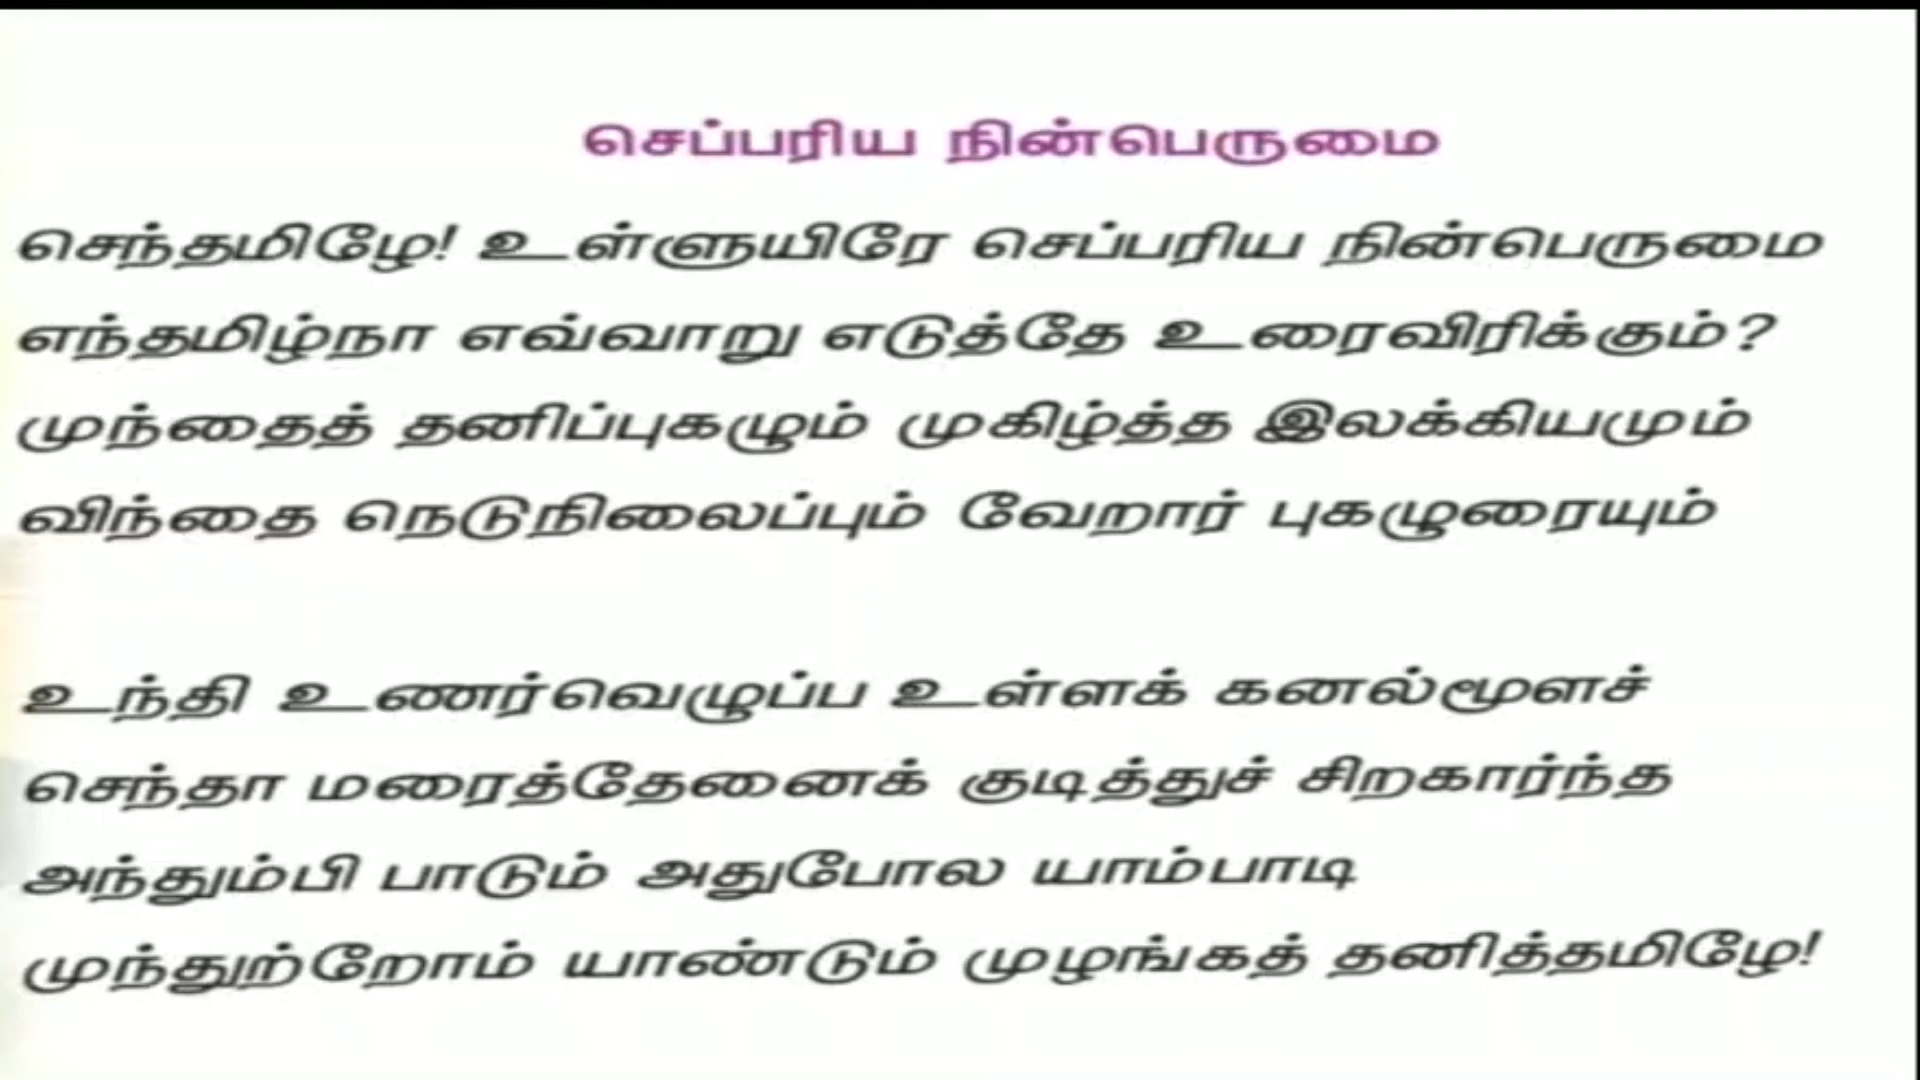 செப்பரிய நின்பெருமை
செந்தமிழே! உள்ளுயிரே செப்பரிய நின்பெருமை
எந்தமிழ்நா எவ்வாறு எடுத்தே உரைவிரிக்கும்?
முந்தைத் தனிப்புகழும் முகிழ்த்த இலக்கியமும்
விந்தை நெடுநிலைப்பும் வேறார் புகழுரையும்
உந்தி உணர்வெழுப்ப உள்ளக் கனல்மூளச்
செந்தா மரைத்தேனைக் குடித்துச் சிறகார்ந்த
அந்தும்பி பாடும் அதுபோல யாம்பாடி
முந்துற்றோம் யாண்டும் முழங்கத் தனித்தமிழே!